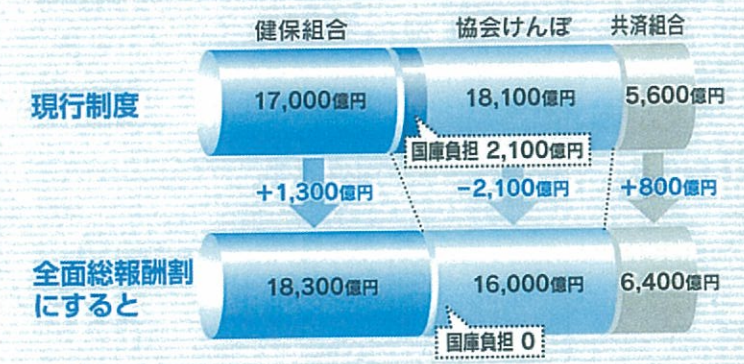 健保組合
協会けんぽ
共済組合
現行制度
17,000億円
18,100億円
5,600億円
国庫負担 2,100億円
+1,300億円
-2,100億円
+800億円
全面総報酬割
にすると
18,300億円
16,000億円
6,400億円
国庫負担 0